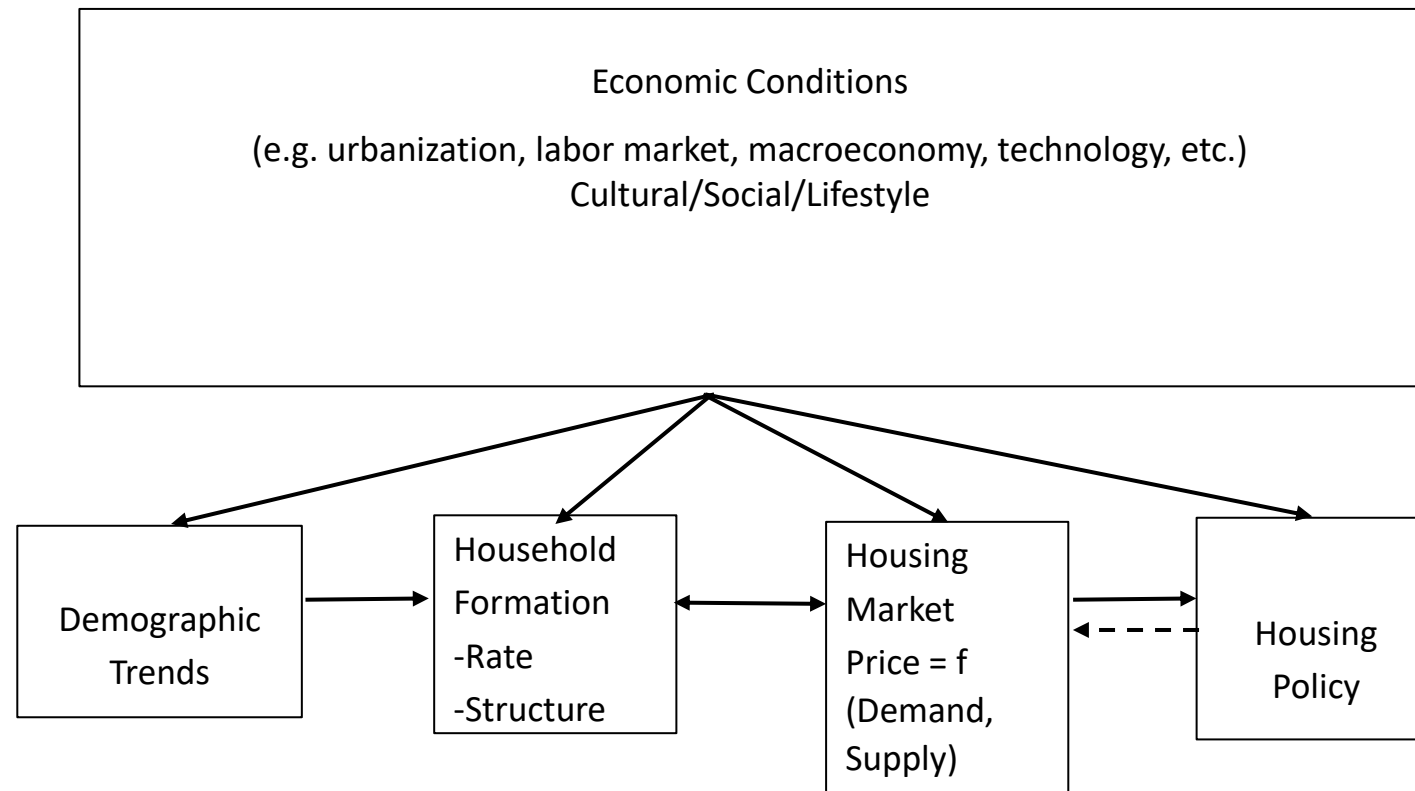 Economic Conditions
(e.g. urbanization, labor market, macroeconomy, technology, etc.)
Cultural/Social/Lifestyle
Demographic
Trends
Household
Formation
-Rate
-Structure
Housing
Market
Price = f
(Demand,
Supply)
Housing
Policy